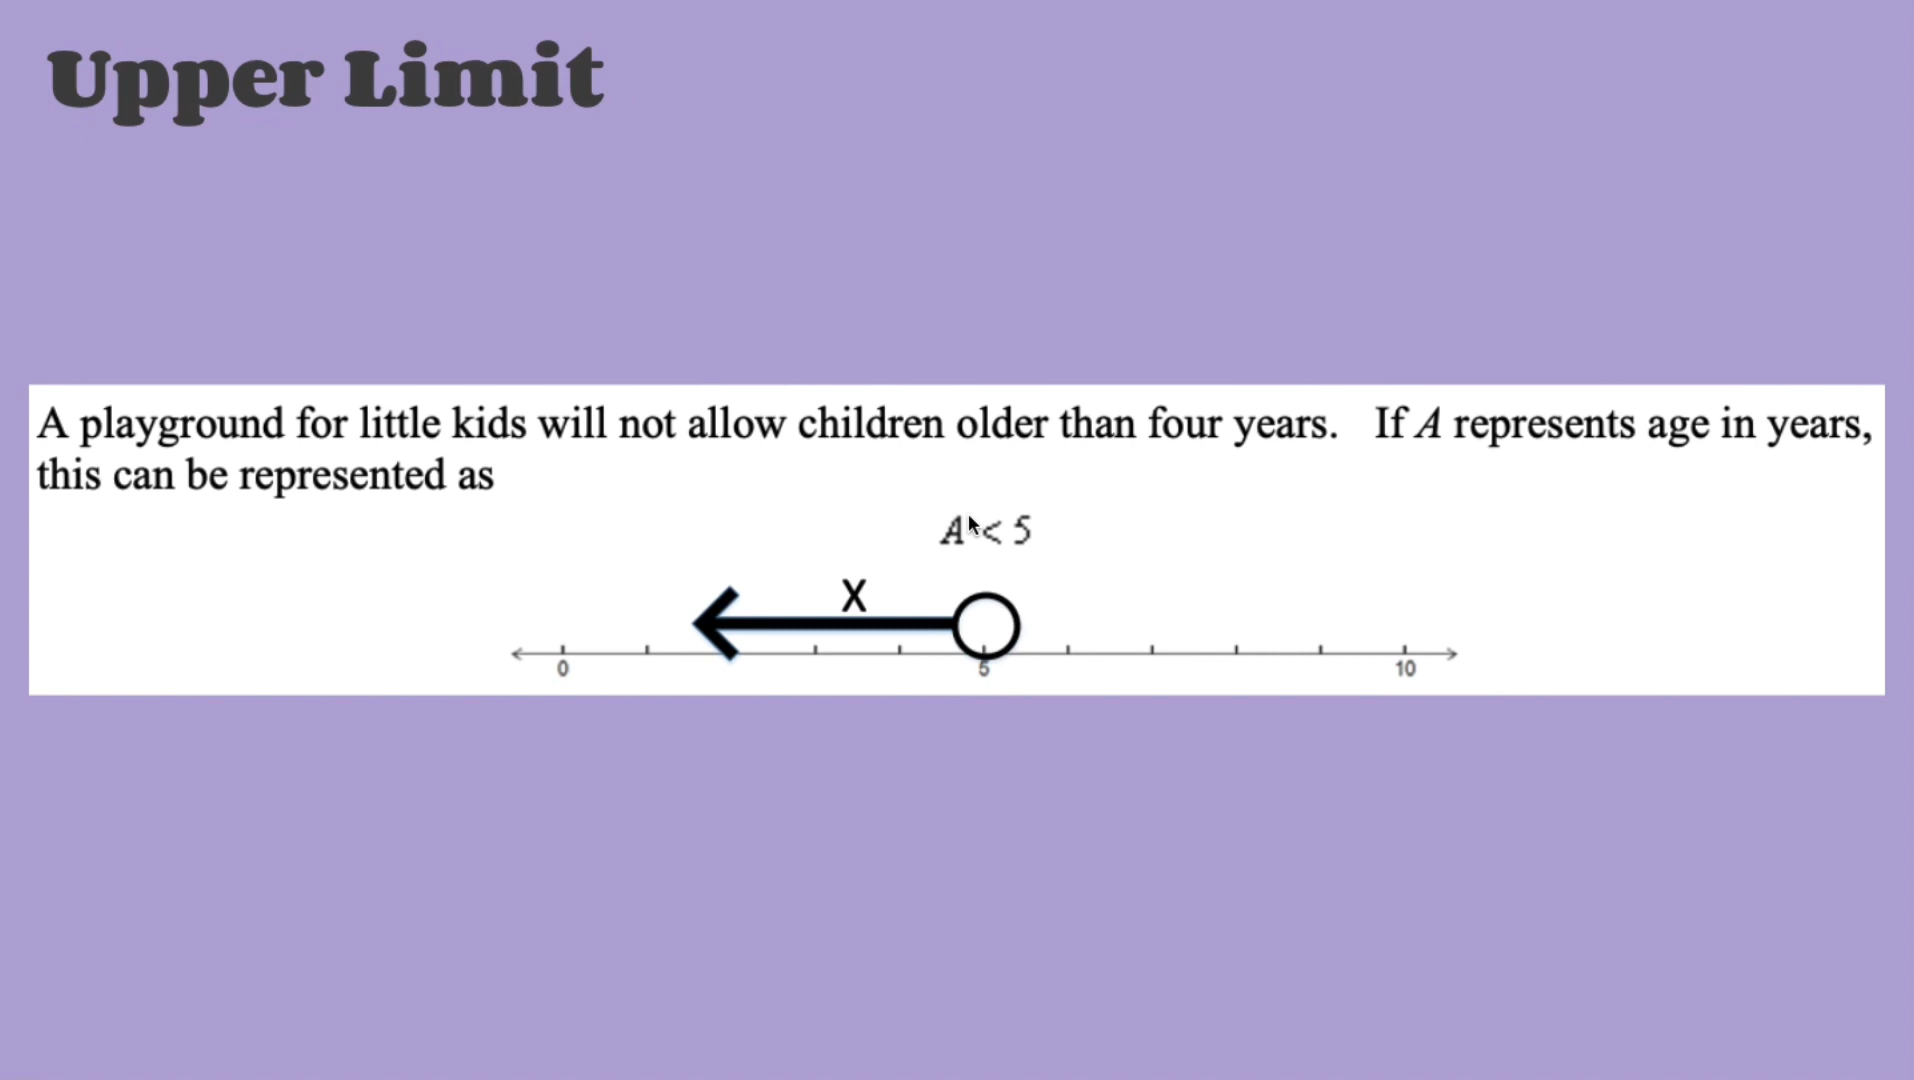 Upper Limit
A playground for little kids will not allow children older than four years. If A represents age in years,
this can be represented as
A < 5
X
0 5 10